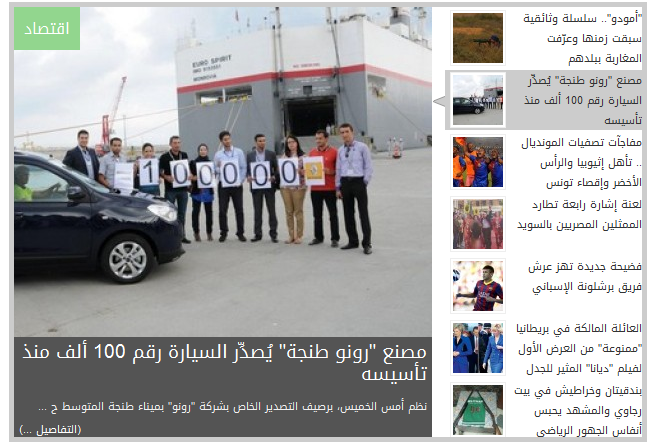 اقتصاد
EURO SPIRIT
MONROVIA
100000
مصنع "رونو طنجة" يُصدِّر السيارة رقم 100 ألف منذ
تأسيسه
نظم أمس الخميس، برصيف التصدير الخاص بشركة "رونو" بميناء طنجة المتوسط ح ...
(التفاصيل ...)
"أمودو".. سلسلة وثائقية
سبقت زمنها وعرّفت
المغاربة ببلدهم
مصنع "رونو طنجة" يُصدِّر
السيارة رقم 100 ألف منذ
تأسيسه
مفاجآت تصفيات المونديال
.. تأهل إثيوبيا والرأس
الأخضر وإقصاء تونس
لعنة إشارة رابعة تطارد
الممثلين المصريين بالسويد
فضيحة جديدة تهز عرش
فريق برشلونة الإسباني
العائلة المالكة في بريطانيا
"ممنوعة" من العرض الأول
لفيلم "ديانا" المثير للجدل
بندقيتان وخراطيش في بيت
رجاوي والمشهد يحبس
أنفاس الجهور الرياضي